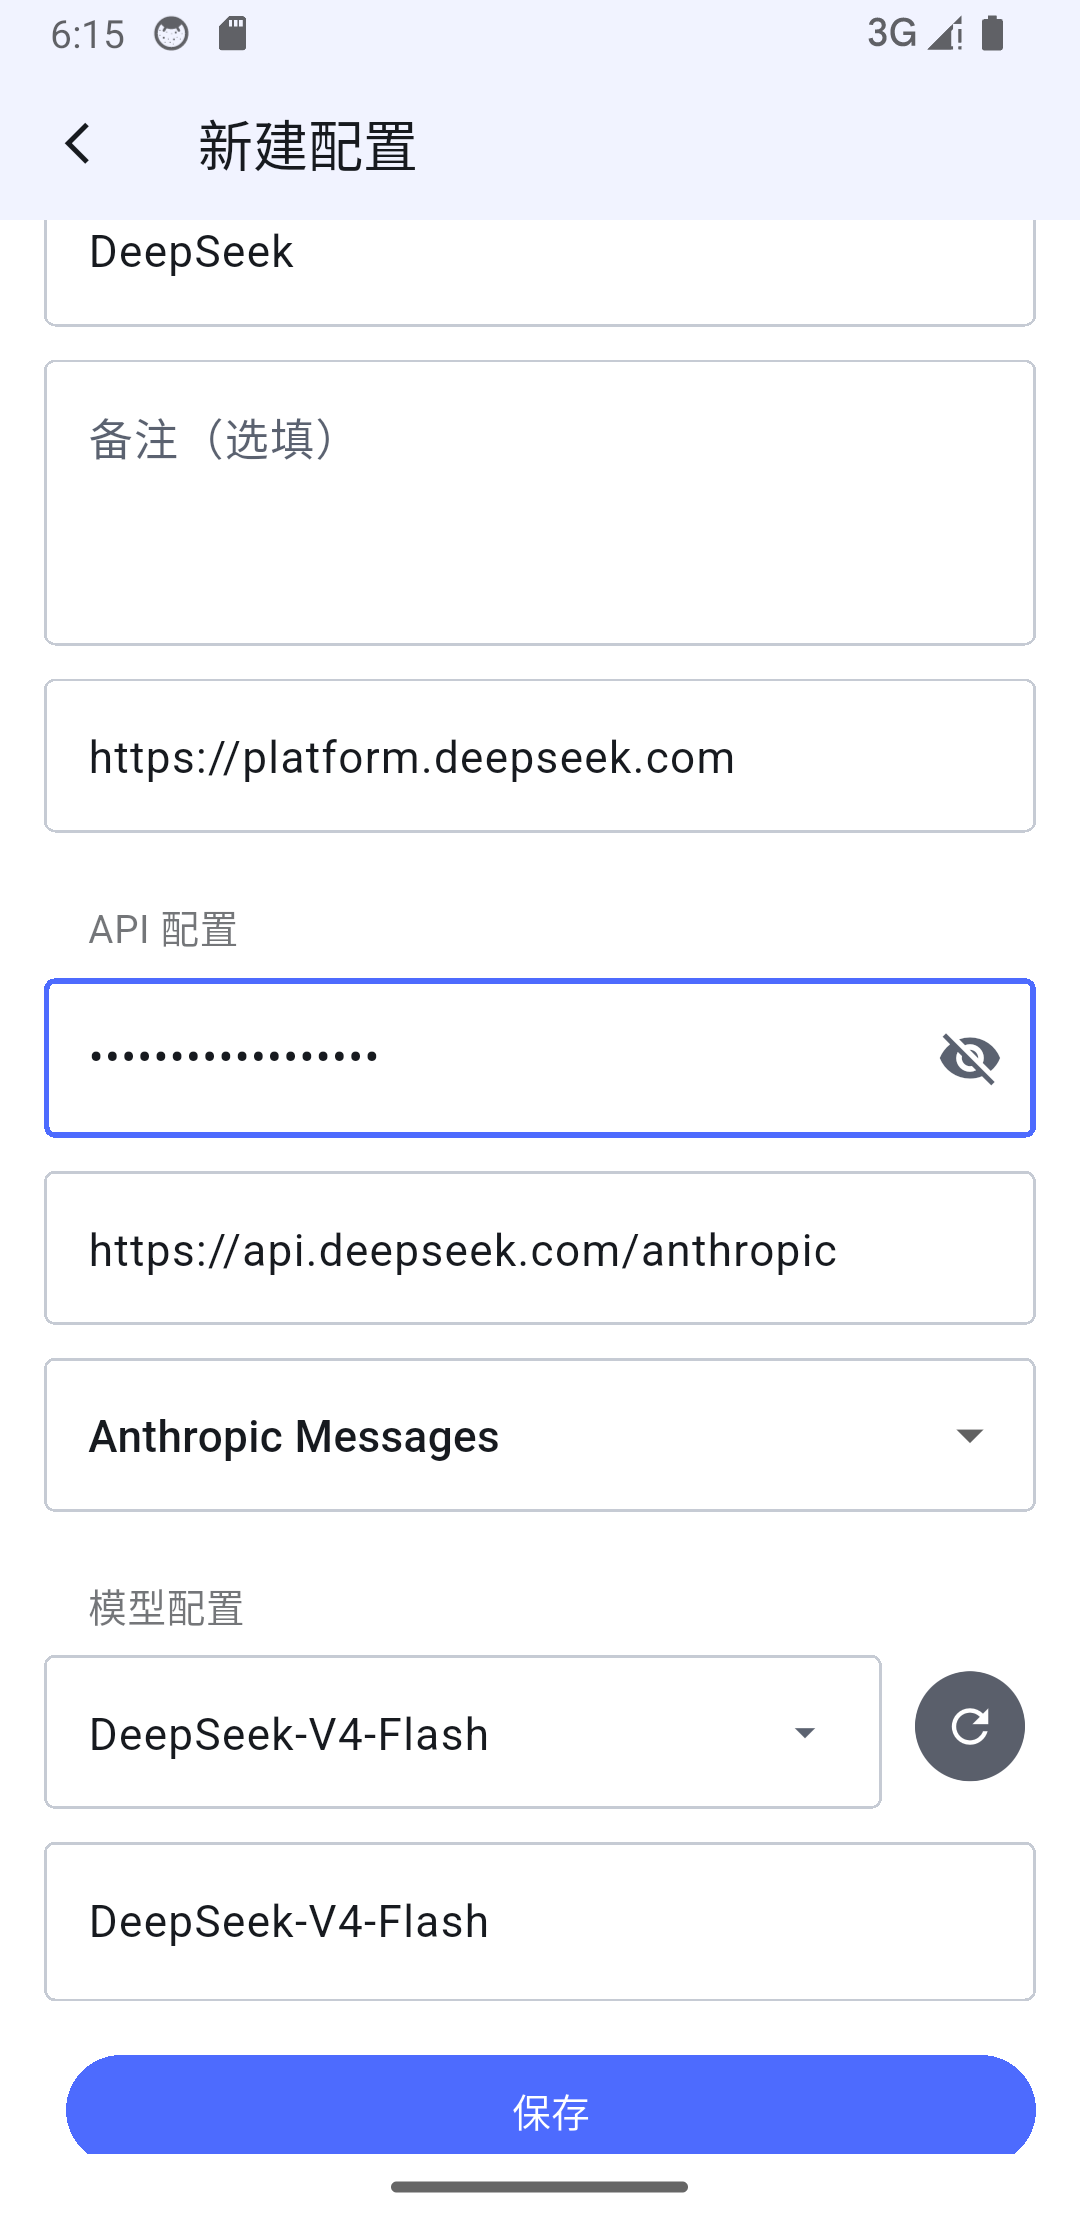 6:15
3G
新建配置
DeepSeek
备注（选填）
https://platform.deepseek.com
API 配置
••••••••••••••••••
https://api.deepseek.com/anthropic
Anthropic Messages
模型配置
DeepSeek-V4-Flash
DeepSeek-V4-Flash
保存